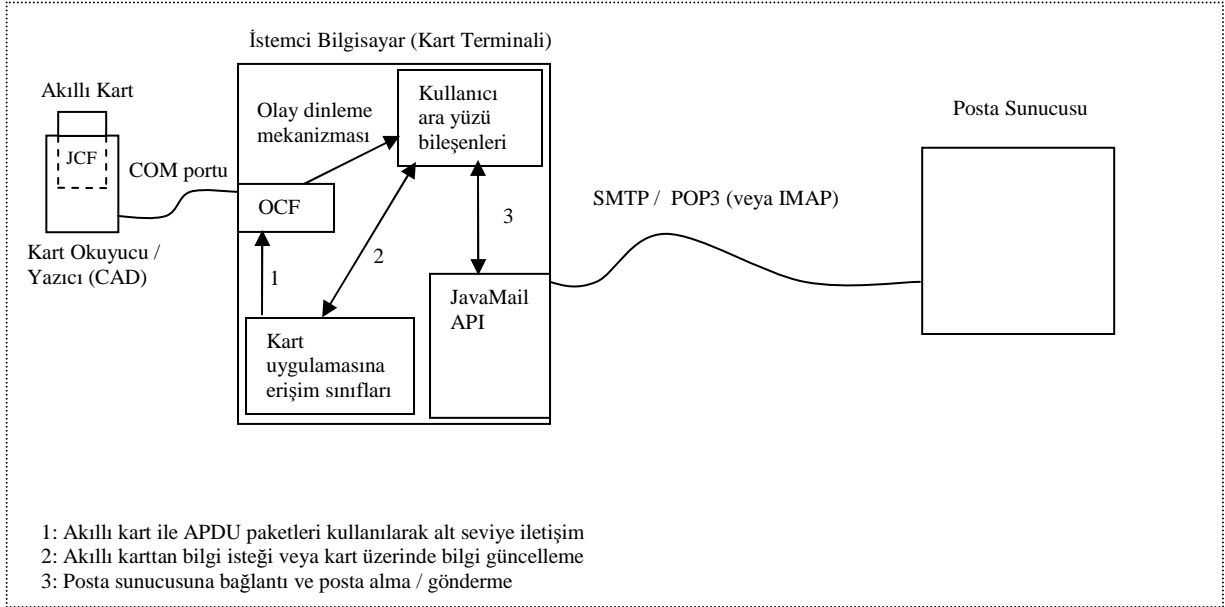 İstemci Bilgisayar (Kart Terminali)
Akıllı Kart
JCF
COM portu
Kart Okuyucu /
Yazıcı (CAD)
Olay dinleme
mekanizması
Kullanıcı
ara yüzü
bileşenleri
OCF
1
2
3
Kart
uygulamasına
erişim sınıfları
JavaMail
API
SMTP / POP3 (veya IMAP)
Posta Sunucusu
1: Akıllı kart ile APDU paketleri kullanılarak alt seviye iletişim
2: Akıllı karttan bilgi isteği veya kart üzerinde bilgi güncelleme
3: Posta sunucusuna bağlantı ve posta alma / gönderme